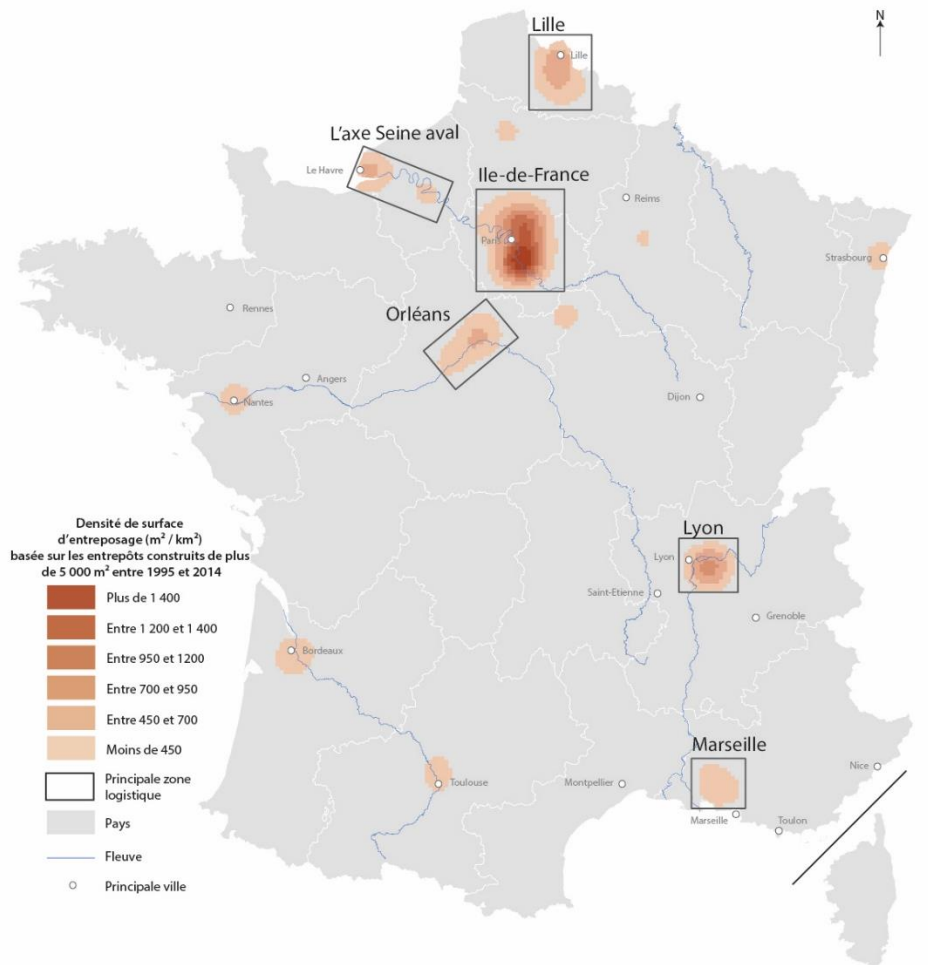 N
Lille
Lille
L'axe Seine aval
Le Havre
Ile-de-France
Reims
Paris
Strasbourg
Rennes
Orléans
Angers
Nantes
Dijon
Lyon
Lyon
Saint-Etienne
Grenoble
Bordeaux
Toulouse
Montpellier
Marseille
Nice
Marseille
Toulon
Densité de surface
d'entreposage (m² / km²)
basée sur les entrepôts construits de plus
de 5 000 m² entre 1995 et 2014
Plus de 1 400
Entre 1 200 et 1 400
Entre 950 et 1200
Entre 700 et 950
Entre 450 et 700
Moins de 450
Principale zone
logistique
Pays
Fleuve
Principale ville